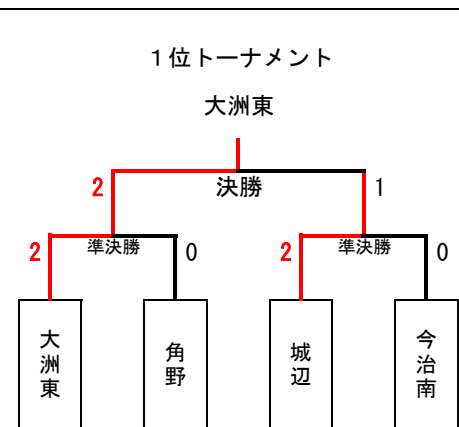 １位トーナメント
大洲東
2 決勝 1
2 準決勝 0 2 準決勝 0
大洲東 角野 城辺 今治南